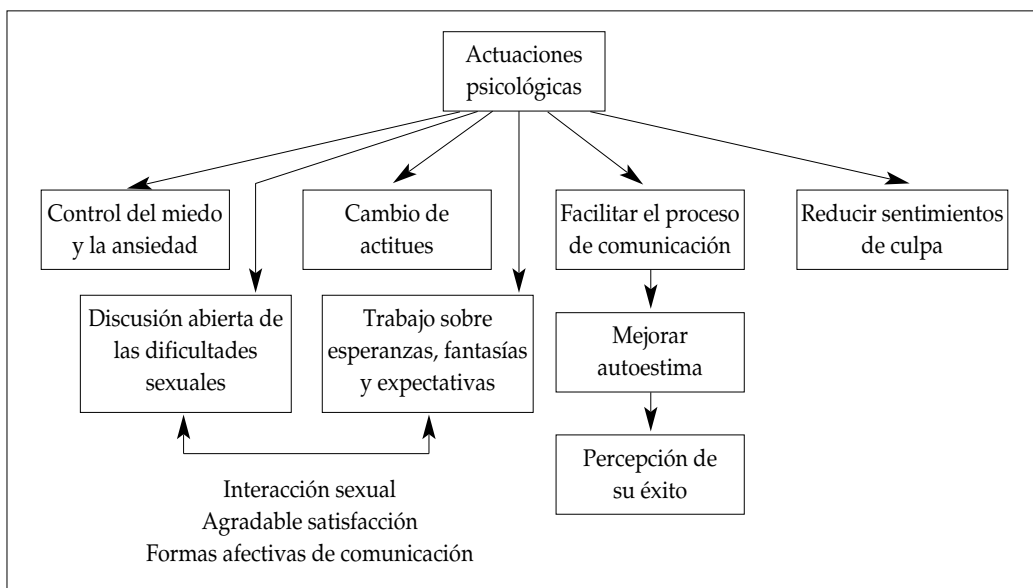 Actuaciones
psicológicas
Control del miedo
y la ansiedad
Cambio de
actitues
Facilitar el proceso
de comunicación
Reducir sentimientos
de culpa
Discusión abierta de
las dificultades
sexuales
Trabajo sobre
esperanzas, fantasías
y expectativas
Mejorar
autoestima
Percepción de
su éxito
Interacción sexual
Agradable satisfacción
Formas afectivas de comunicación